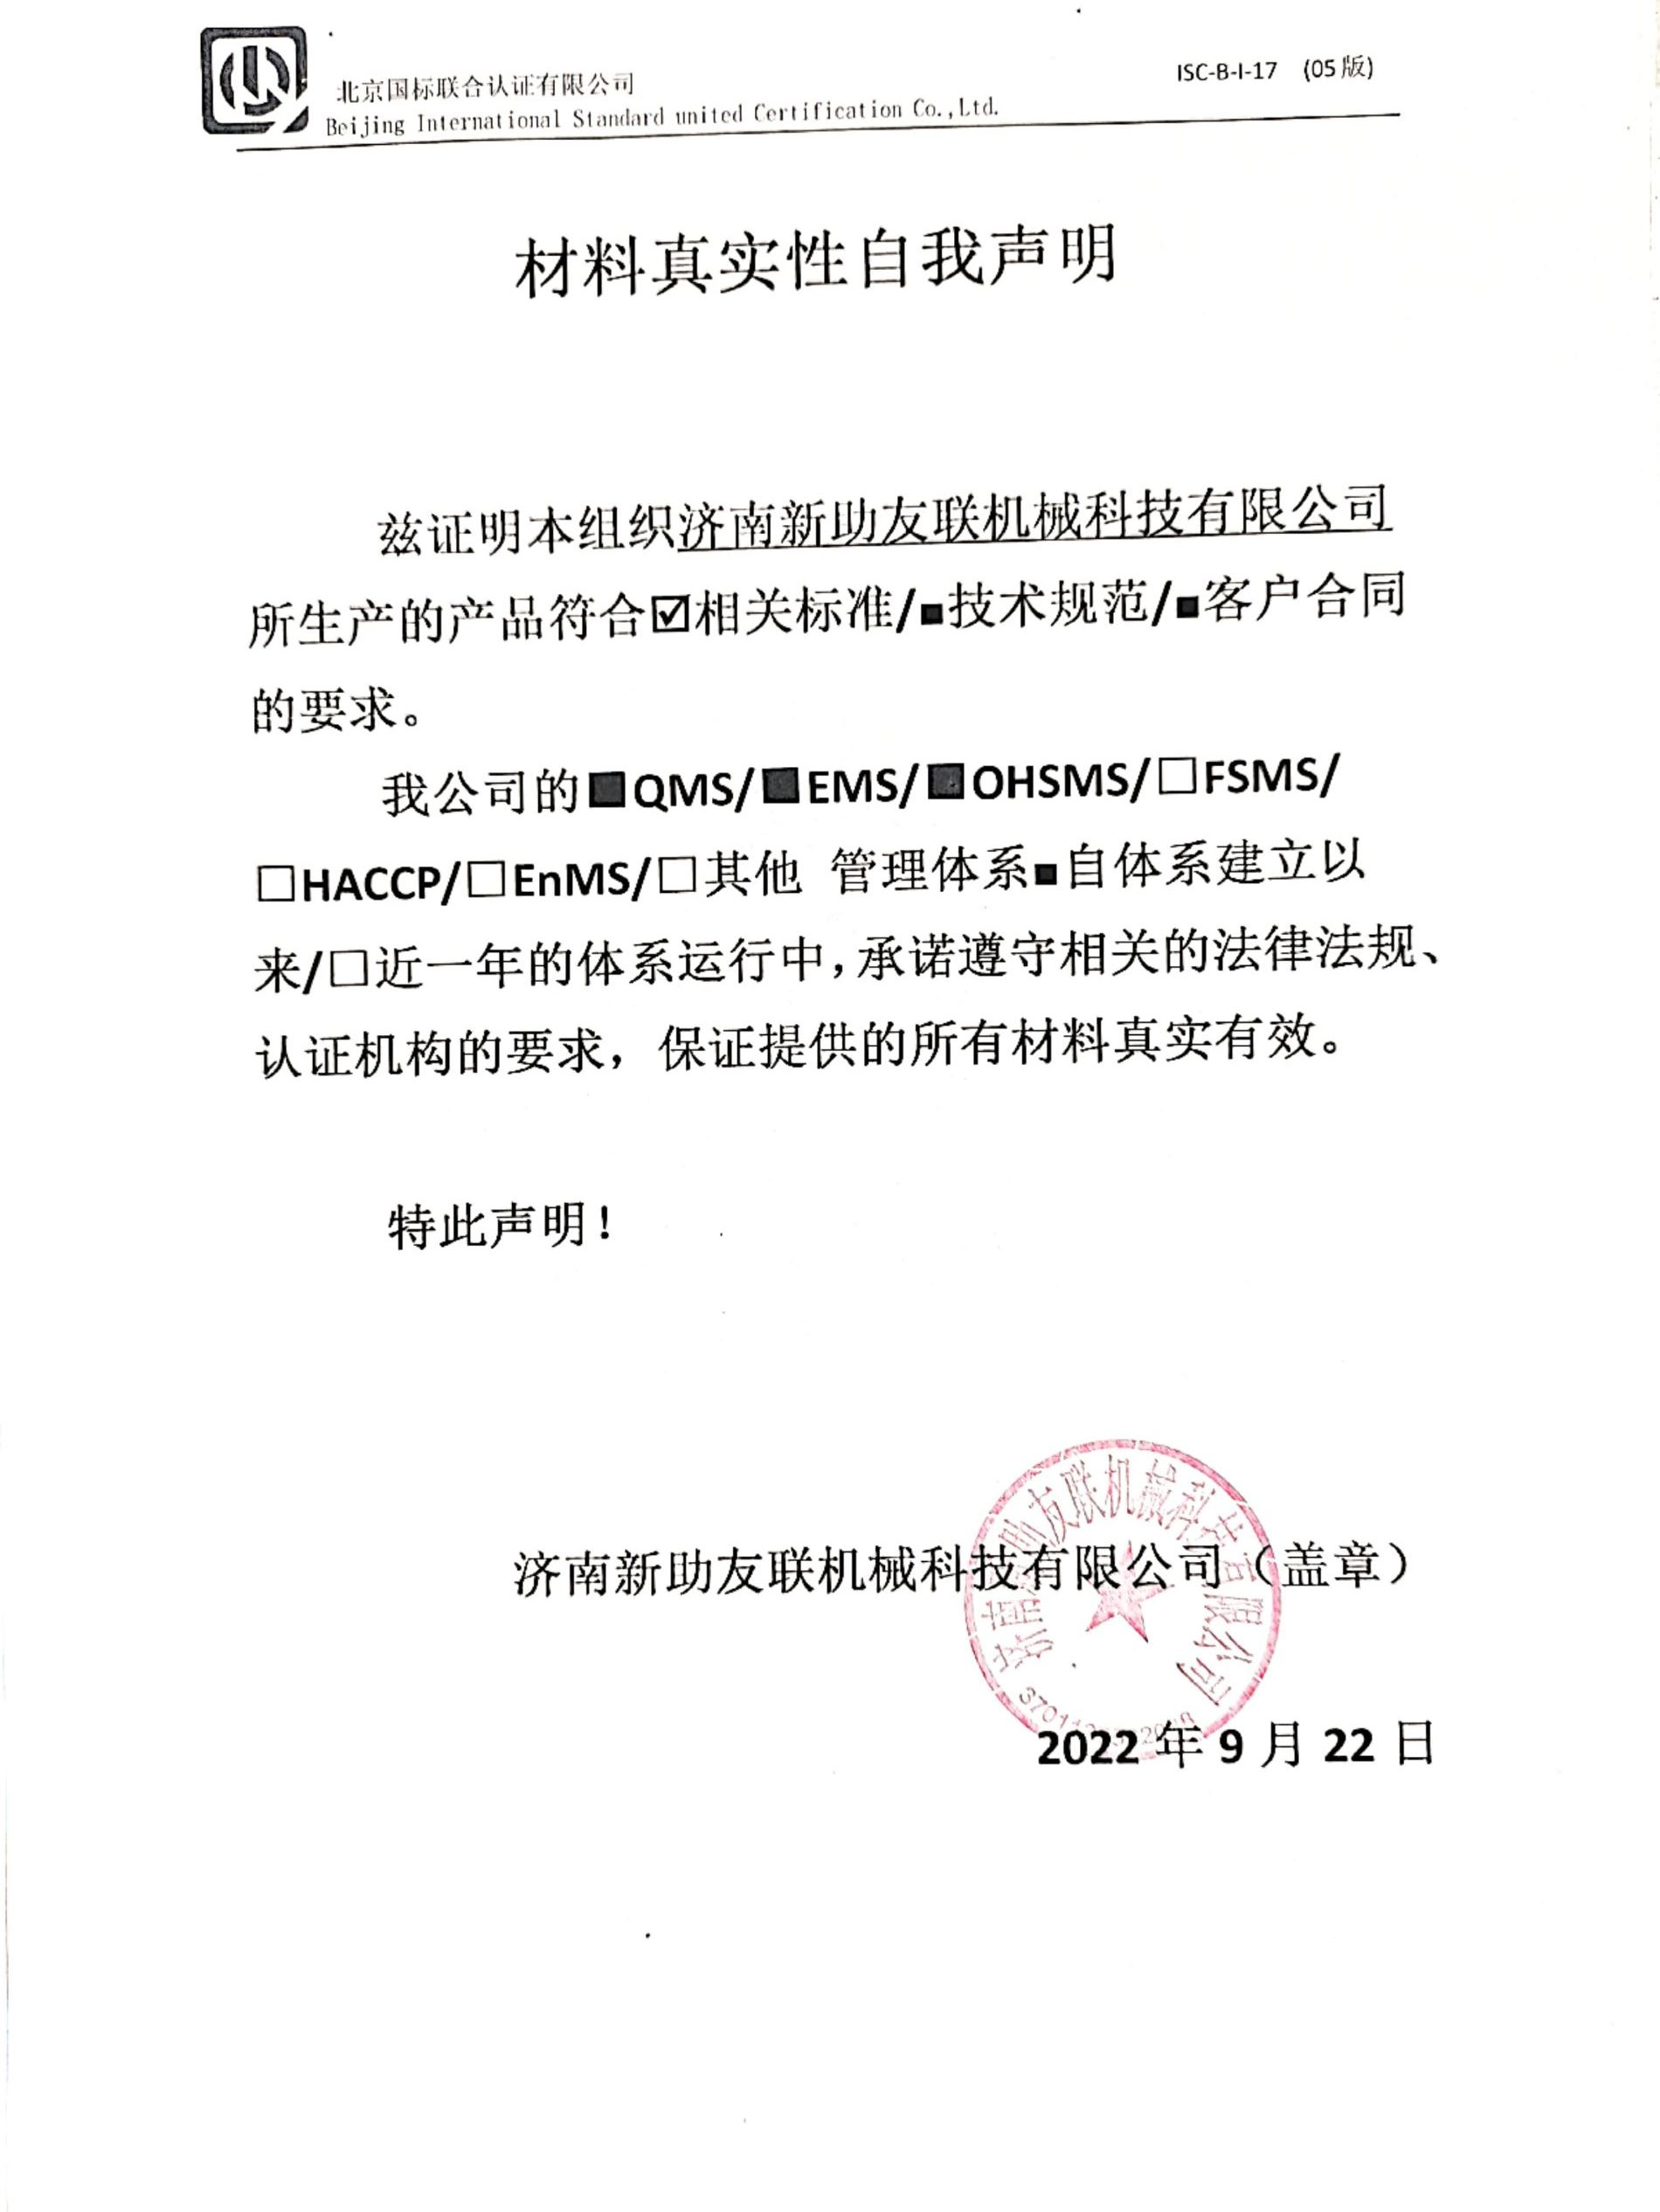 北京国标联合认证有限公司
ISC-B-I-17 (05版)
Beijing International Standard united Certification Co.,Ltd.
材料真实性自我声明
兹证明本组织济南新助友联机械科技有限公司
所生产的产品符合☑相关标准/■技术规范/■客户合同
的要求。
我公司的■QMS/■EMS/■OHSMS/□FSMS/
□HACCP/□EnMS/□其他 管理体系■自体系建立以
来/□近一年的体系运行中,承诺遵守相关的法律法规、
认证机构的要求，保证提供的所有材料真实有效。
特此声明！
济南新助友联机械科技有限公司（盖章）
2022 年 9 月 22 日